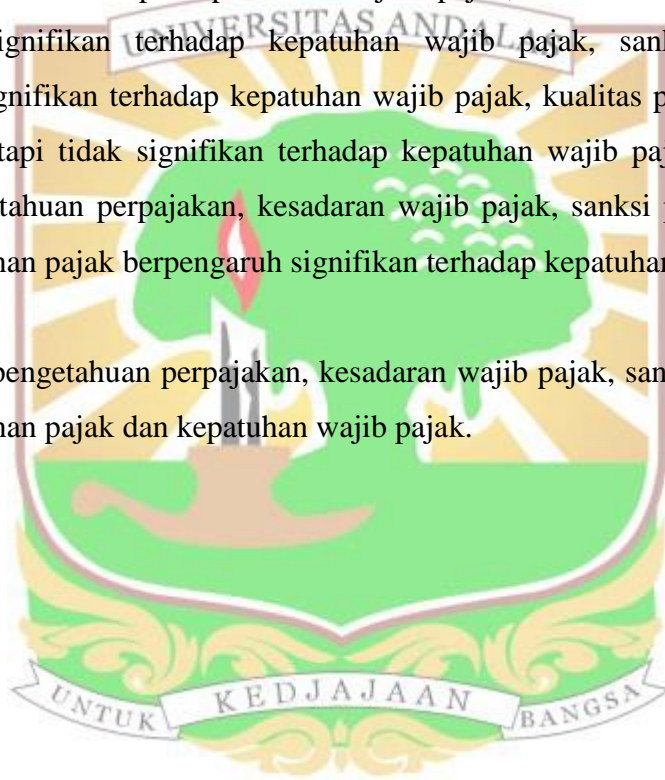 UNIVERSITAS ANDALAS
ignifikan terhadap kepatuhan wajib pajak, san
gnifikan terhadap kepatuhan wajib pajak, kualitas p
tapi tidak signifikan terhadap kepatuhan wajib paj
tahuan perpajakan, kesadaran wajib pajak, sanksi p
nan pajak berpengaruh signifikan terhadap kepatuhan
pengetahuan perpajakan, kesadaran wajib pajak, san
nan pajak dan kepatuhan wajib pajak.
UNTUK KEDJAJAAN BANGSA